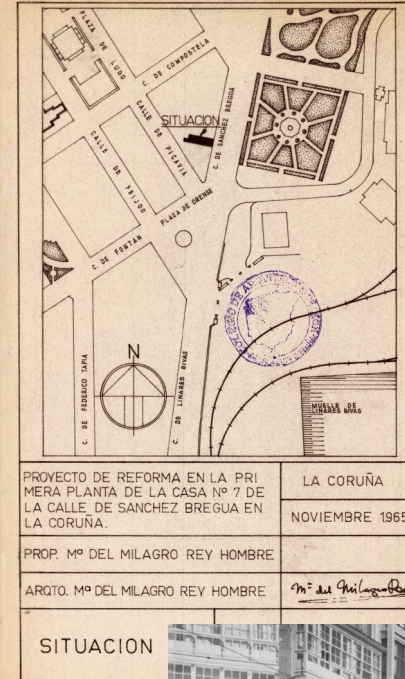 PLAZA DE LUGO
C. DE COMPOSTELA
CALLE DE PICAVIA
SITUACION
C. DE SANCHEZ BREGUA
CALLE DE FEIJOO
PLAZA DE ORENSE
C. DE FONTAN
COLEGIO DE
N
C. DE FEDERICO TAPIA
C. DE LINARES RIVAS
MUELLE DE
LINARES RIVAS
PROYECTO DE REFORMA EN LA PRI
MERA PLANTA DE LA CASA Nº 7 DE
LA CALLE DE SANCHEZ BREGUA EN
LA CORUÑA.
LA CORUÑA
NOVIEMBRE 1965
PROP. Mª DEL MILAGRO REY HOMBRE
ARQTO. Mª DEL MILAGRO REY HOMBRE
Mª del Milagro Rey
SITUACION